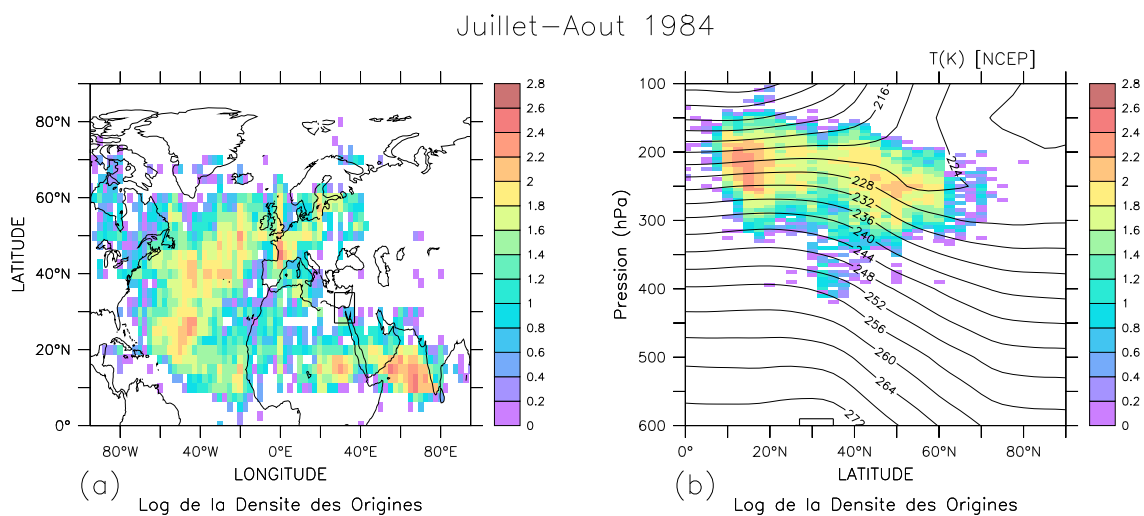 Juillet-Aout 1984
T(K) [NCEP]
LATITUDE
80°N
60°N
40°N
20°N
0°
80°W
40°W
0°E
40°E
80°E
LONGITUDE
2.8
2.6
2.4
2.2
2
1.8
1.6
1.4
1.2
1
0.8
0.6
0.4
0.2
0
(a)
Log de la Densite des Origines
Pression (hPa)
100
200
300
400
500
600
216
224
228
232
236
240
244
248
252
256
260
264
272
0°
20°N
40°N
60°N
LATITUDE
2.8
2.6
2.4
2.2
2
1.8
1.6
1.4
1.2
1
0.8
0.6
0.4
0.2
0
(b)
Log de la Densite des Origines